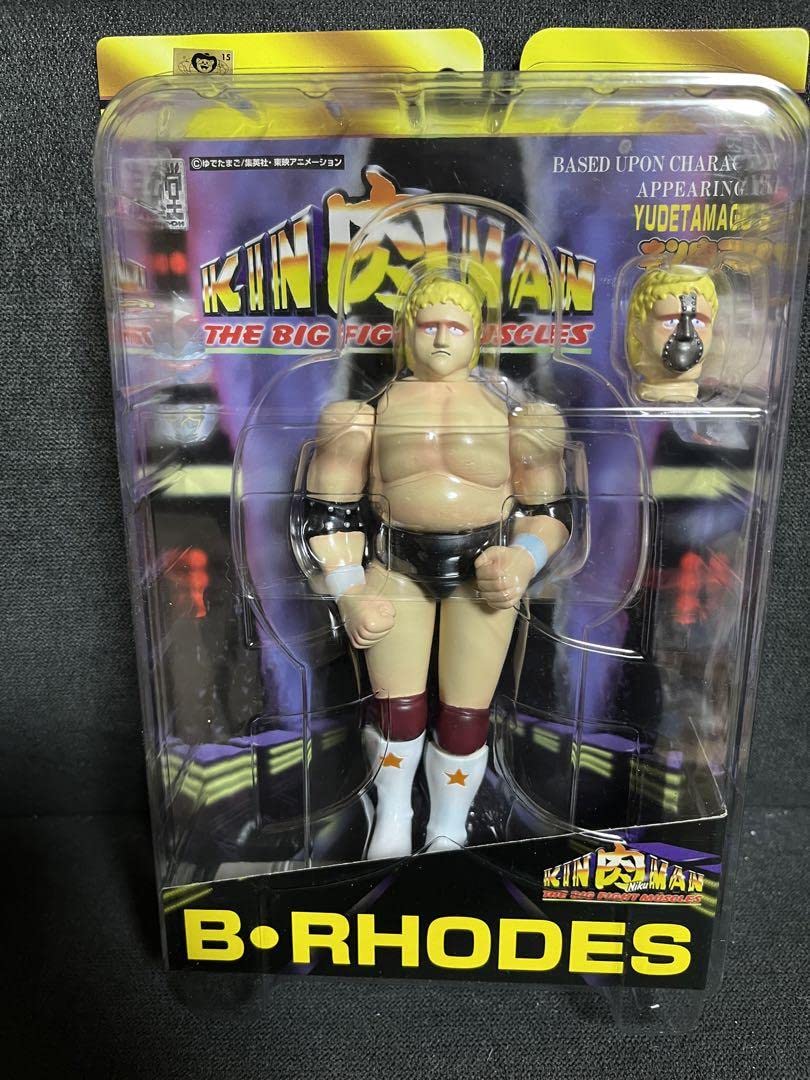 15
©ゆでたまご/集英社・東映アニメーション
BASED UPON CHARAC
APPEARING
YUDETAMAGO'S
KIN肉MAN
THE BIG FIGHT MUSCLES
KIN肉MAN
Niku
THE BIG FIGHT MUSCLES
B•RHODES